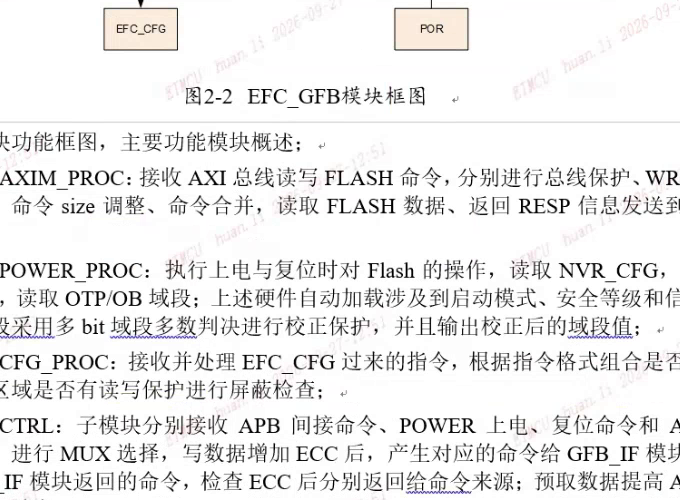 EFC_CFG
POR
图2-2 EFC_GFB模块框图
块功能框图，主要功能模块概述；
AXIM_PROC：接收 AXI 总线读写 FLASH 命令，分别进行总线保护、WR
命令 size 调整、命令合并，读取 FLASH 数据、返回 RESP 信息发送到
POWER_PROC：执行上电与复位时对 Flash 的操作，读取 NVR_CFG，
，读取 OTP/OB 域段；上述硬件自动加载涉及到启动模式、安全等级和信
段采用多 bit 域段多数判决进行校正保护，并且输出校正后的域段值；
CFG_PROC：接收并处理 EFC_CFG 过来的指令，根据指令格式组合是否
区域是否有读写保护进行屏蔽检查；
CTRL：子模块分别接收 APB 间接命令、POWER 上电、复位命令和 A
进行 MUX 选择，写数据增加 ECC 后，产生对应的命令给 GFB_IF 模块
IF 模块返回的命令，检查 ECC 后分别返回给命令来源；预取数据提高 A